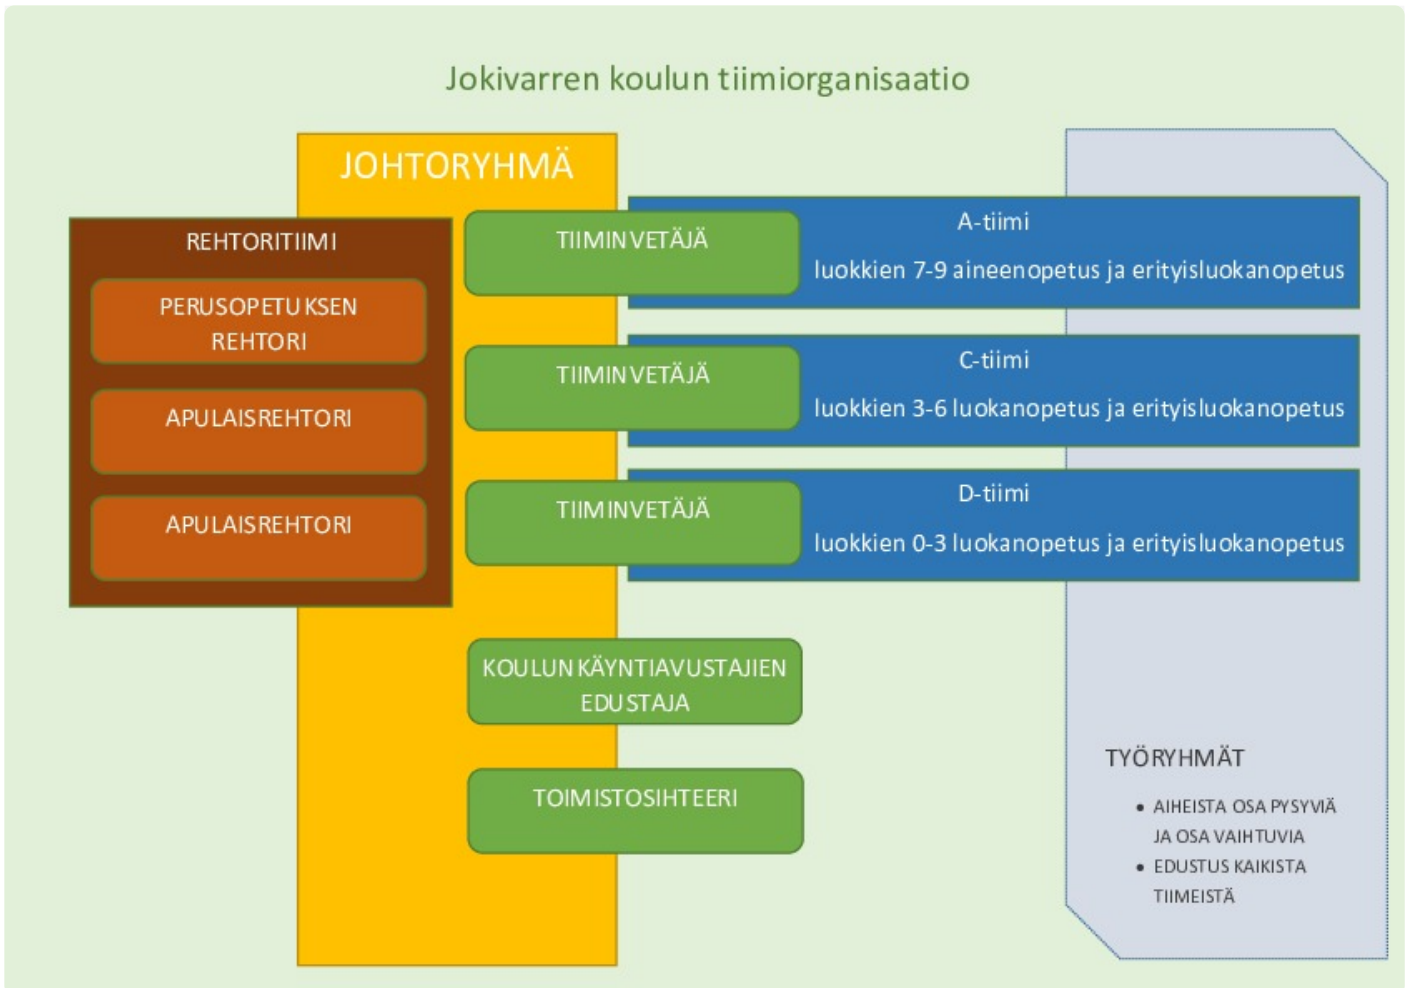 Jokivarren koulun tiimiorganisaatio
JOHTORYHMÄ
REHTORITIIMI
PERUSOPETUKSEN
REHTORI
APULAISREHTORI
APULAISREHTORI
TIIMINVETÄJÄ
A-tiimi
luokkien 7-9 aineenopetus ja erityisluokanopetus
TIIMINVETÄJÄ
C-tiimi
luokkien 3-6 luokanopetus ja erityisluokanopetus
TIIMINVETÄJÄ
D-tiimi
luokkien 0-3 luokanopetus ja erityisluokanopetus
KOULUNKÄYNTIAVUSTAJIEN
EDUSTAJA
TOIMISTOSIHTEERI
TYÖRYHMÄT
• AIHEISTA OSA PYSYVIÄ
JA OSA VAIHTUVIA
• EDUSTUS KAIKISTA
TIIMEISTÄ